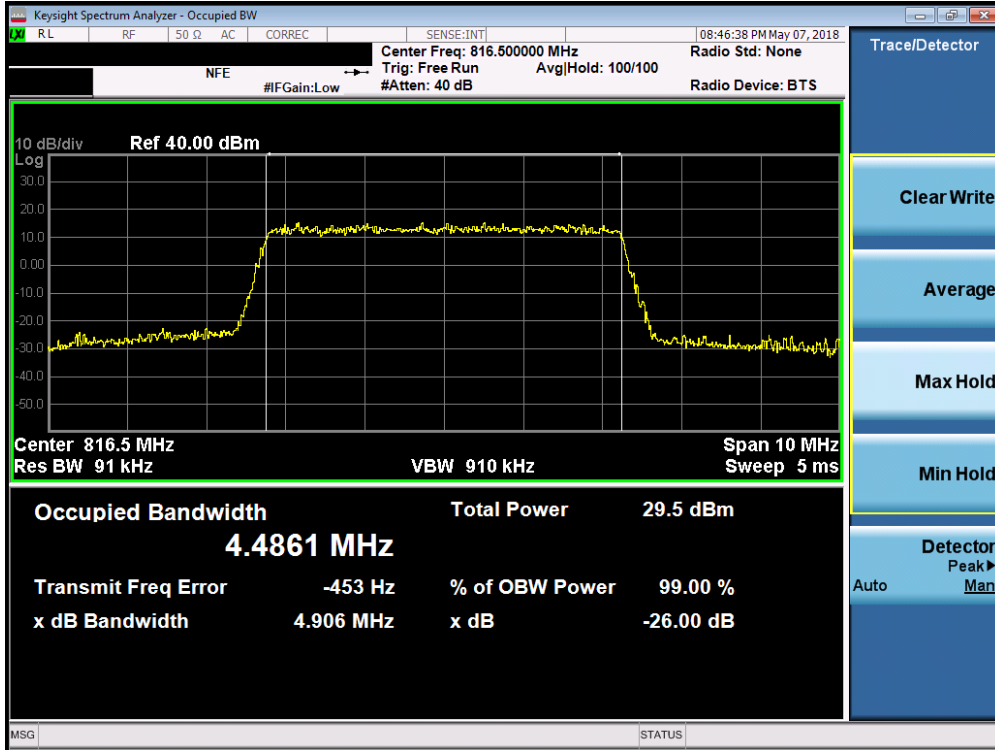 Keysight Spectrum Analyzer - Occupied BW
LXI RL RF 50 Ω AC CORREC SENSE:INT 08:46:38 PM May 07, 2018
Center Freq: 816.500000 MHz Radio Std: None
NFE Trig: Free Run Avg|Hold: 100/100
#IFGain:Low #Atten: 40 dB Radio Device: BTS
10 dB/div Ref 40.00 dBm
Log
30.0
20.0
10.0
0.00
-10.0
-20.0
-30.0
-40.0
-50.0
Center 816.5 MHz Span 10 MHz
Res BW 91 kHz VBW 910 kHz Sweep 5 ms
Occupied Bandwidth Total Power 29.5 dBm
4.4861 MHz
Transmit Freq Error -453 Hz % of OBW Power 99.00 %
x dB Bandwidth 4.906 MHz x dB -26.00 dB
MSG STATUS
Trace/Detector
Clear Write
Average
Max Hold
Min Hold
Detector
Peak▶
Auto Man